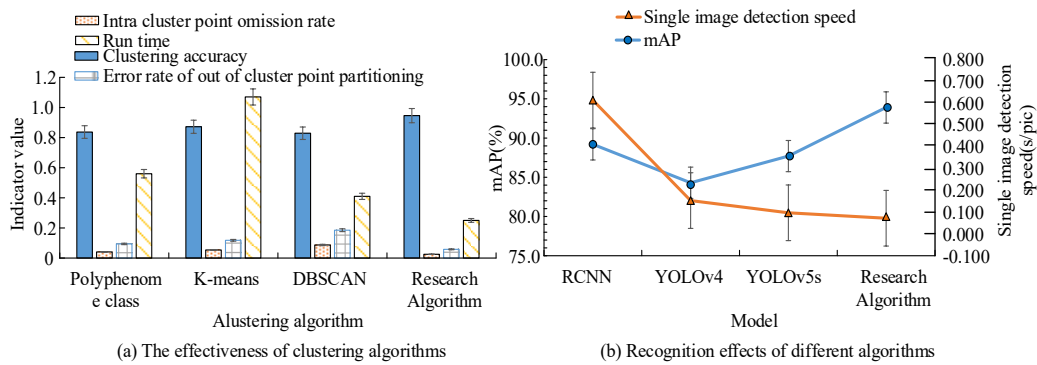 Intra cluster point omission rate
Run time
Clustering accuracy
Error rate of out of cluster point partitioning
1.2
1.0
0.8
0.6
0.4
0.2
0
Indicator value
Polyphenom
e class
K-means
DBSCAN
Research
Algorithm
Alustering algorithm
(a) The effectiveness of clustering algorithms
Single image detection speed
mAP
100.0
95.0
90.0
85.0
80.0
75.0
mAP(%)
0.800
0.700
0.600
0.500
0.400
0.300
0.200
0.100
0.000
-0.100
Single image detection
speed(s/pic)
RCNN
YOLOv4
YOLOv5s
Research
Algorithm
Model
(b) Recognition effects of different algorithms